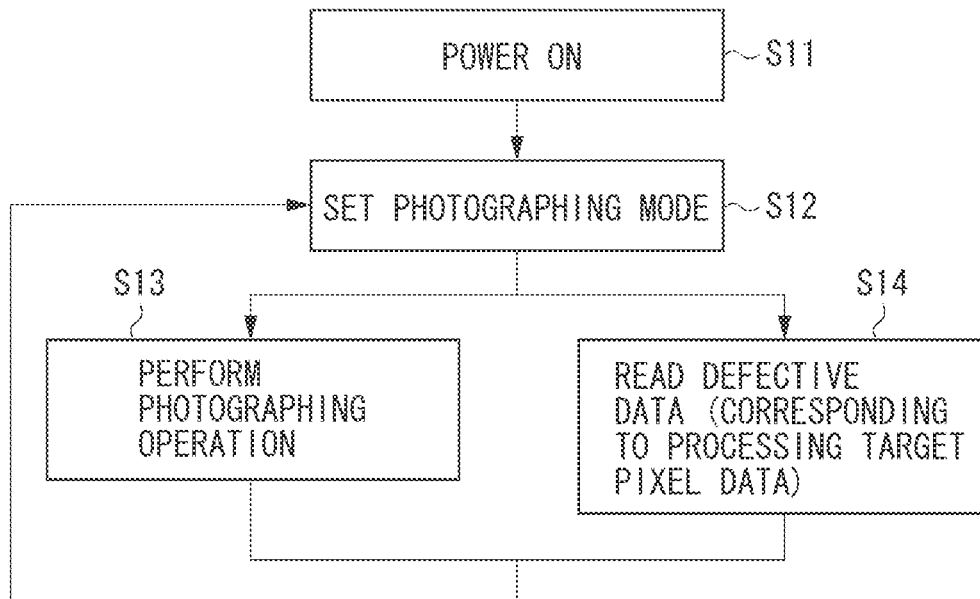 POWER ON
S11
SET PHOTOGRAPHING MODE
S12
S13
S14
PERFORM
PHOTOGRAPHING
OPERATION
READ DEFECTIVE
DATA (CORRESPONDING
TO PROCESSING TARGET
PIXEL DATA)